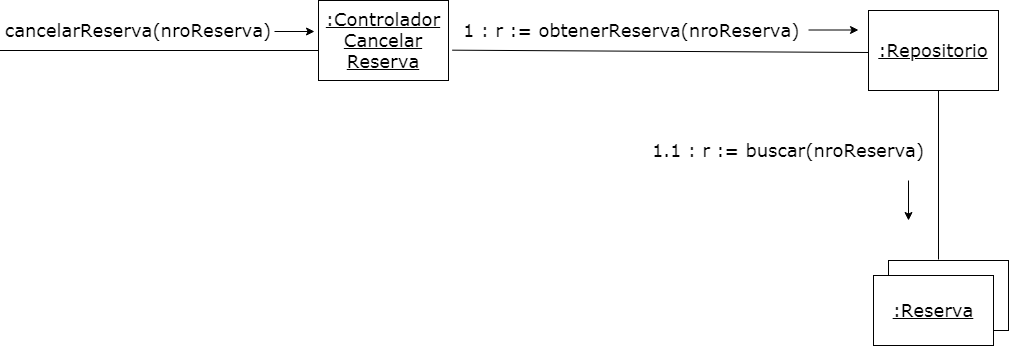 cancelarReserva(nroReserva)
:Controlador
Cancelar
Reserva
1 : r := obtenerReserva(nroReserva)
:Repositorio
1.1 : r := buscar(nroReserva)
:Reserva